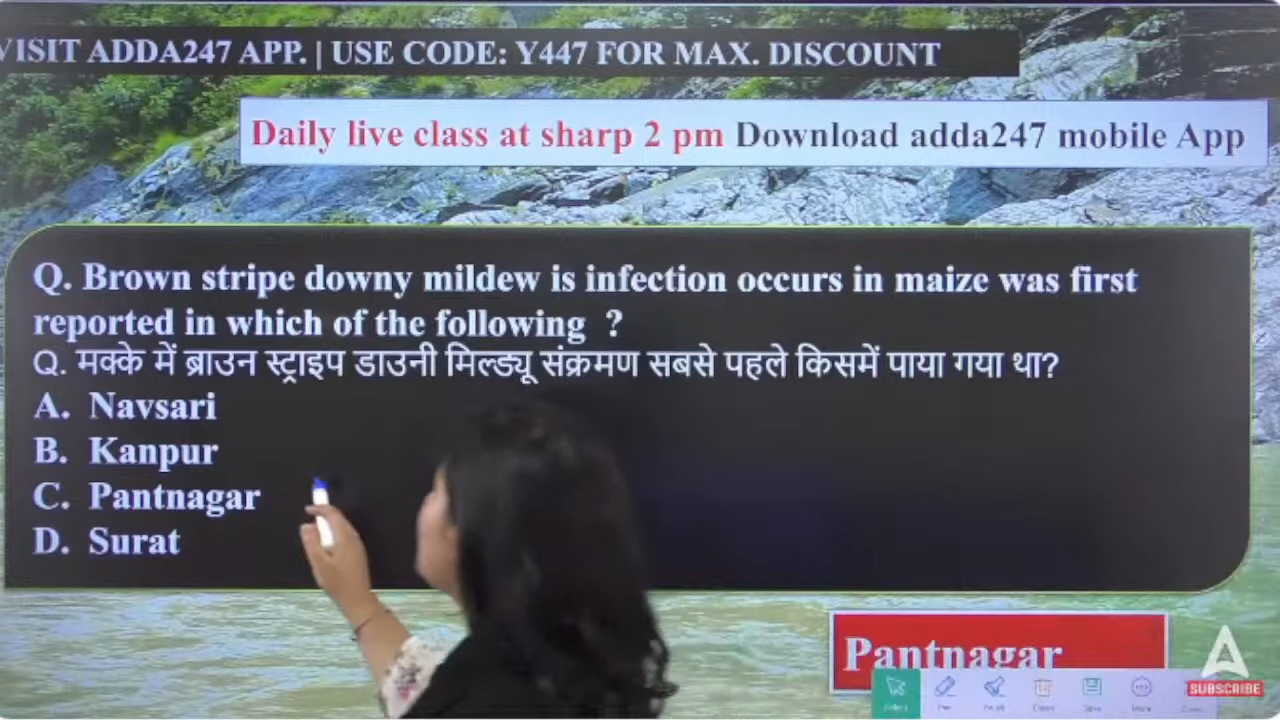 VISIT ADDA247 APP. | USE CODE: Y447 FOR MAX. DISCOUNT
Daily live class at sharp 2 pm Download adda247 mobile App
Q. Brown stripe downy mildew is infection occurs in maize was first
reported in which of the following ?
Q. मक्के में ब्राउन स्ट्राइप डाउनी मिल्ड्यू संक्रमण सबसे पहले किसमें पाया गया था?
A. Navsari
B. Kanpur
C. Pantnagar
D. Surat
Pantnagar
SUBSCRIBE